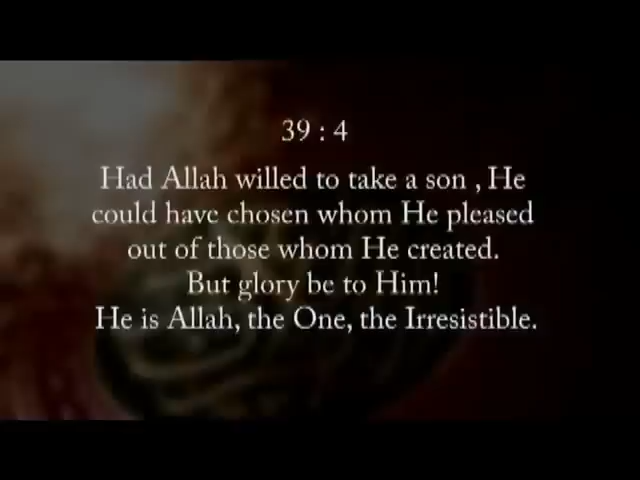 39 : 4
Had Allah willed to take a son , He
could have chosen whom He pleased
out of those whom He created.
But glory be to Him!
He is Allah, the One, the Irresistible.